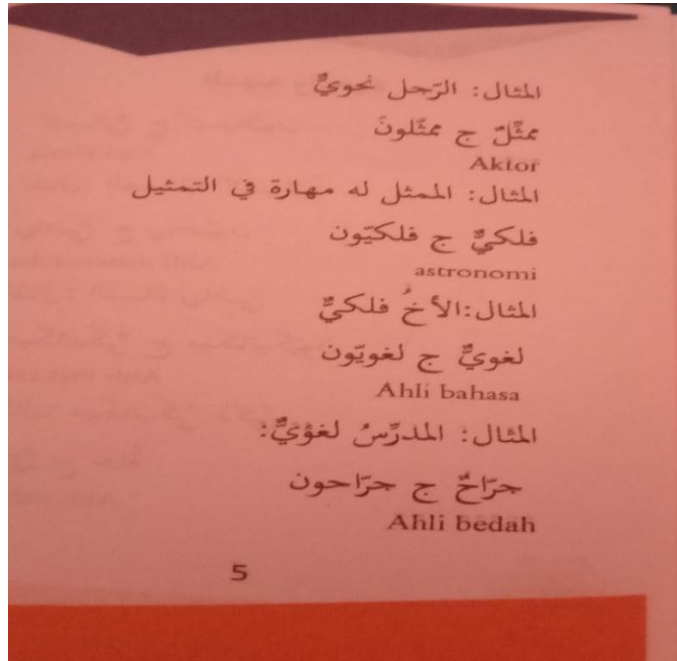 المثال: الرّجل نحويٌّ
ممثِّلٌ ج ممثّلونَ
Aktor
المثال: الممثل له مهارة في التمثيل
فلكيٌّ ج فلكيّون
astronomi
المثال:الأخُ فلكيٌّ
لغويٌّ ج لغويّون
Ahli bahasa
المثال: المدرِّسُ لغويٌّ:
جرّاحٌ ج جرّاحون
Ahli bedah
5